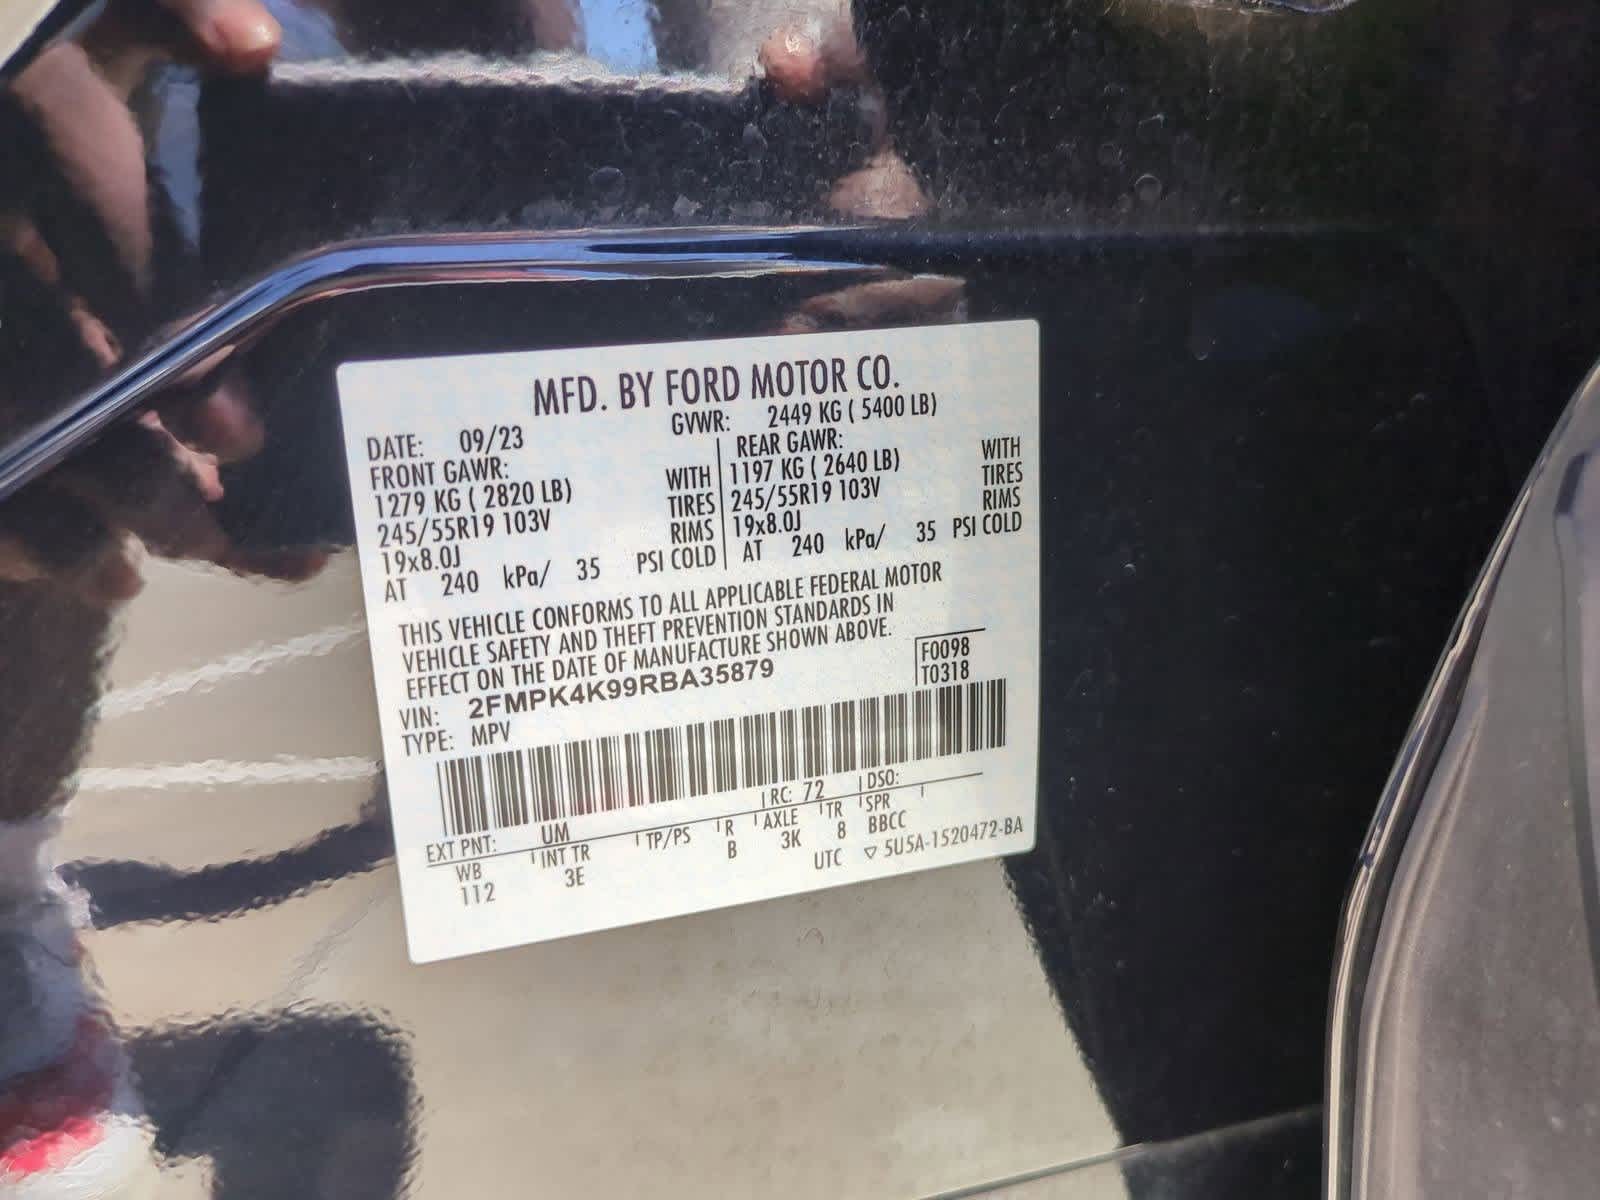 MFD. BY FORD MOTOR CO.
DATE: 09/23 GVWR: 2449 KG ( 5400 LB)
FRONT GAWR: REAR GAWR:
1279 KG ( 2820 LB) WITH 1197 KG ( 2640 LB) WITH
245/55R19 103V TIRES 245/55R19 103V TIRES
19x8.0J RIMS 19x8.0J RIMS
AT 240 kPa/ 35 PSI COLD AT 240 kPa/ 35 PSI COLD
THIS VEHICLE CONFORMS TO ALL APPLICABLE FEDERAL MOTOR
VEHICLE SAFETY AND THEFT PREVENTION STANDARDS IN
EFFECT ON THE DATE OF MANUFACTURE SHOWN ABOVE.
F0098
VIN: 2FMPK4K99RBA35879 T0318
TYPE: MPV
EXT PNT: UM RC: 72 DSO:
WB INT TR TP/PS R AXLE TR SPR
112 3E B 3K 8 BBCC
UTC ▽ 5U5A-1520472-BA